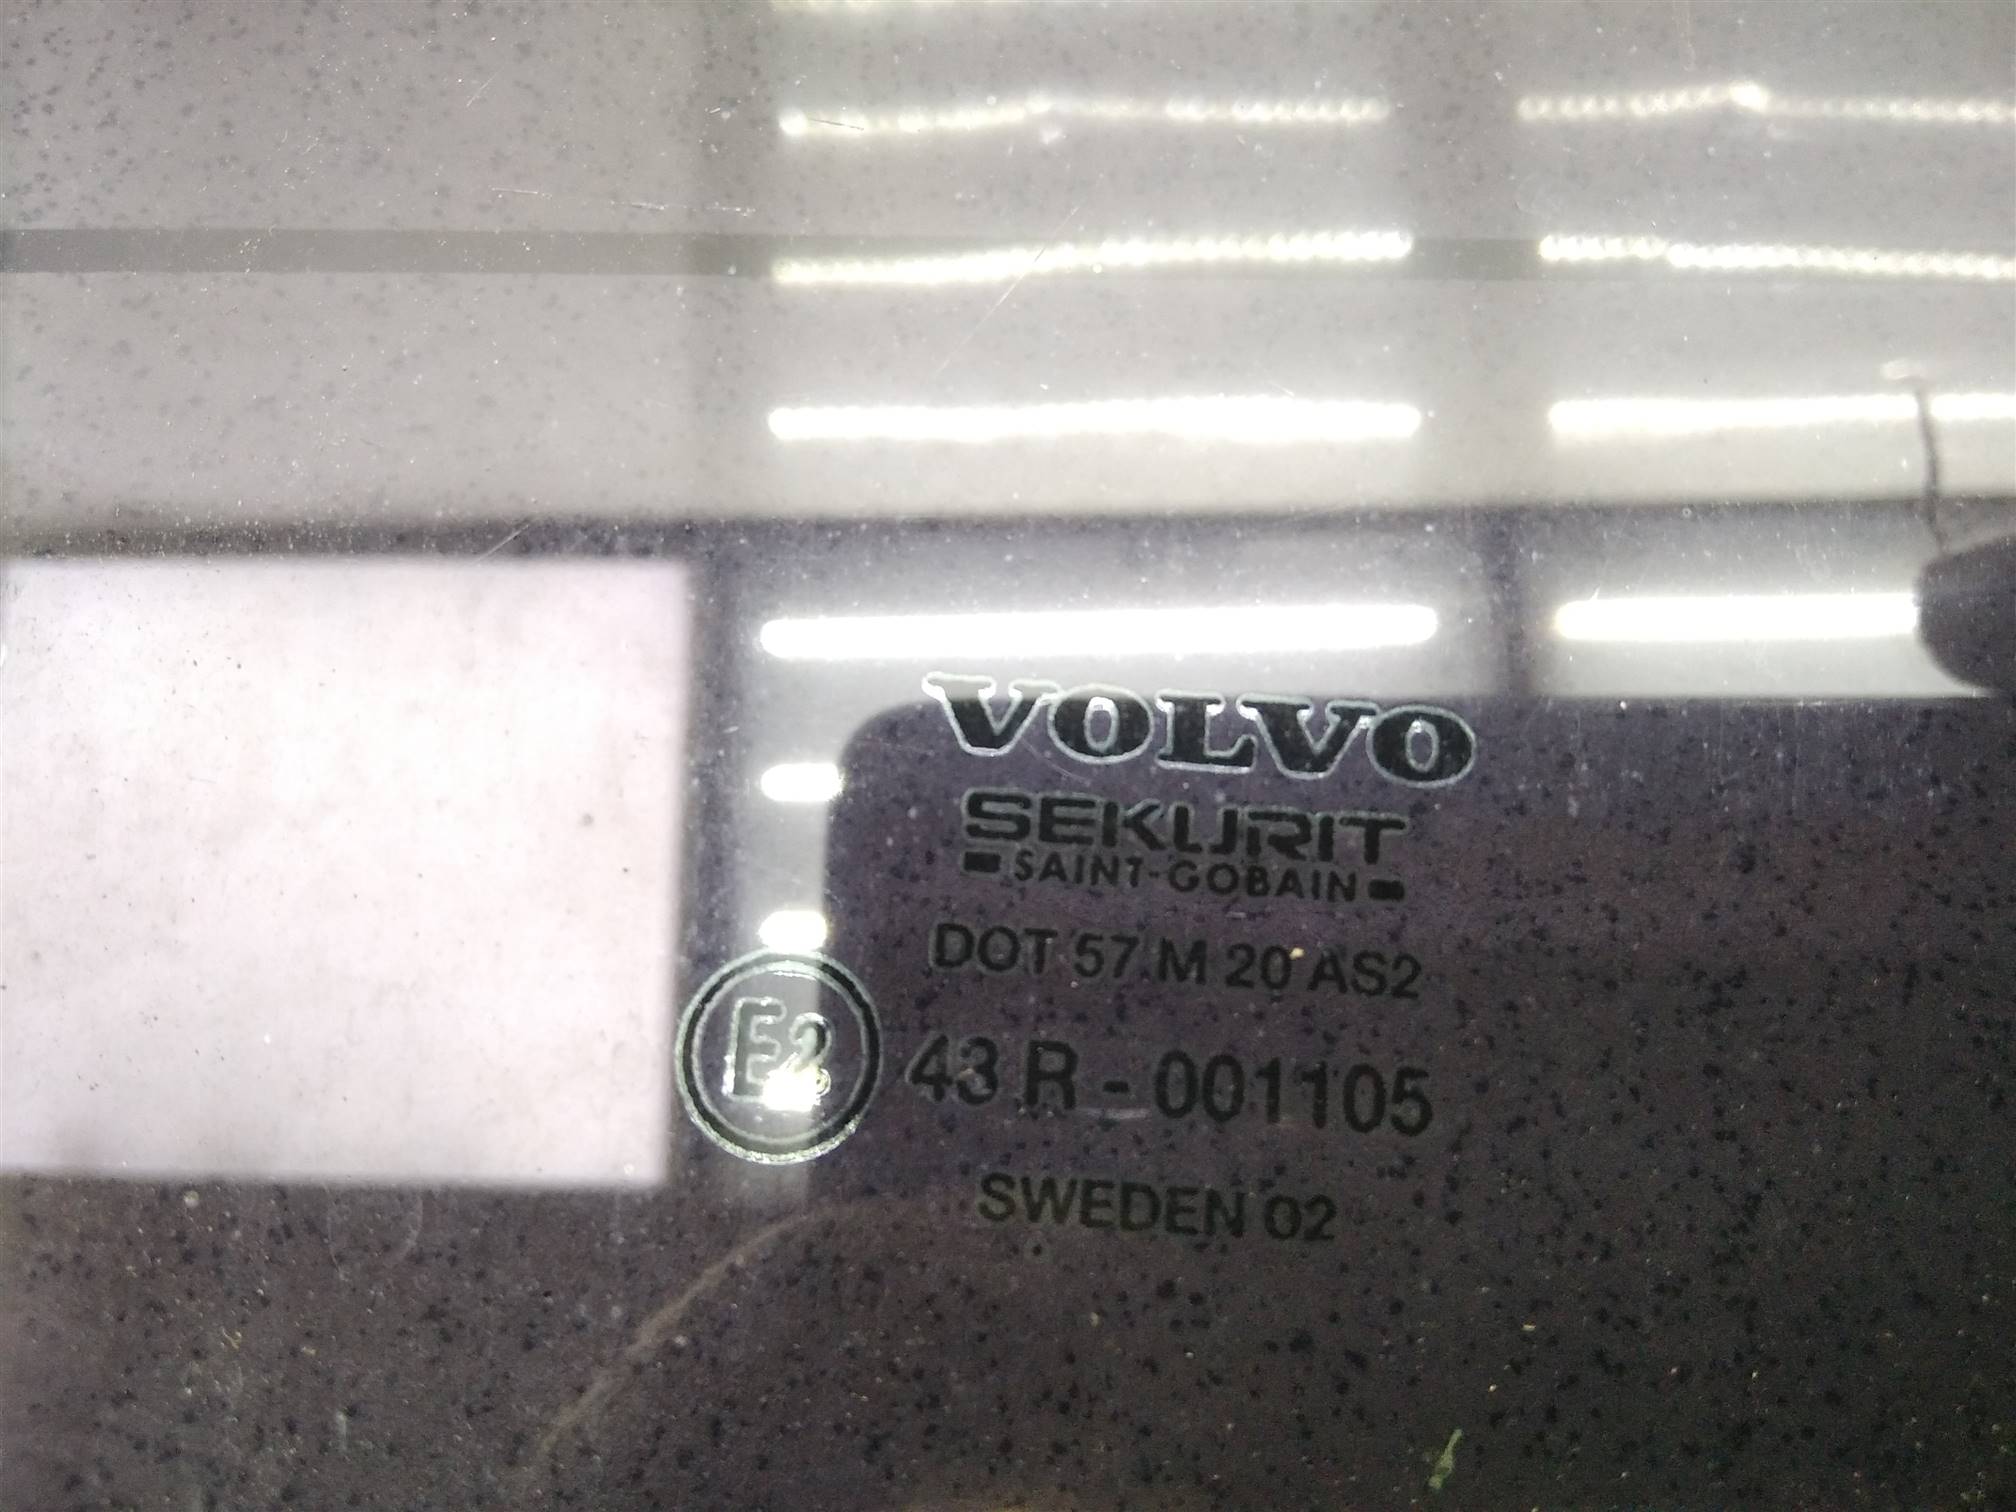 VOLVO
SEKURIT
SAINT-GOBAIN
DOT 57 M 20 AS2
E2 43 R - 001105
SWEDEN 02